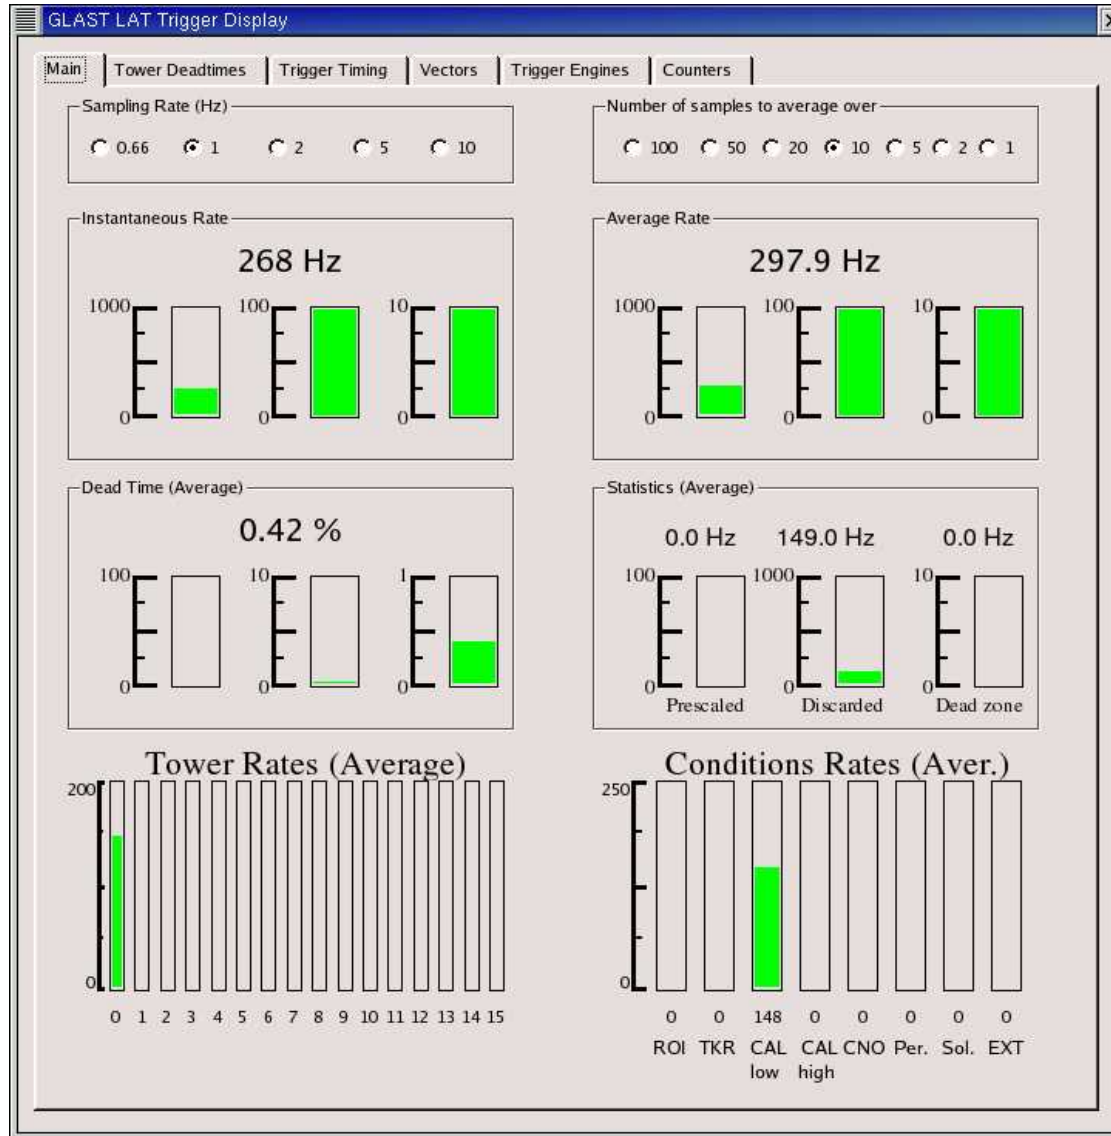 GLAST LAT Trigger Display
Main Tower Deadtimes Trigger Timing Vectors Trigger Engines Counters
Sampling Rate (Hz)
0.66 1 2 5 10
Number of samples to average over
100 50 20 10 5 2 1
Instantaneous Rate
268 Hz
1000 100 10
0 0 0
Average Rate
297.9 Hz
1000 100 10
0 0 0
Dead Time (Average)
0.42 %
100 10 1
0 0 0
Statistics (Average)
0.0 Hz 149.0 Hz 0.0 Hz
100 1000 10
0 0 0
Prescaled Discarded Dead zone
Tower Rates (Average)
200
0
0 1 2 3 4 5 6 7 8 9 10 11 12 13 14 15
Conditions Rates (Aver.)
250
0
0 0 148 0 0 0 0 0
ROI TKR CAL CAL CNO Per. Sol. EXT
low high